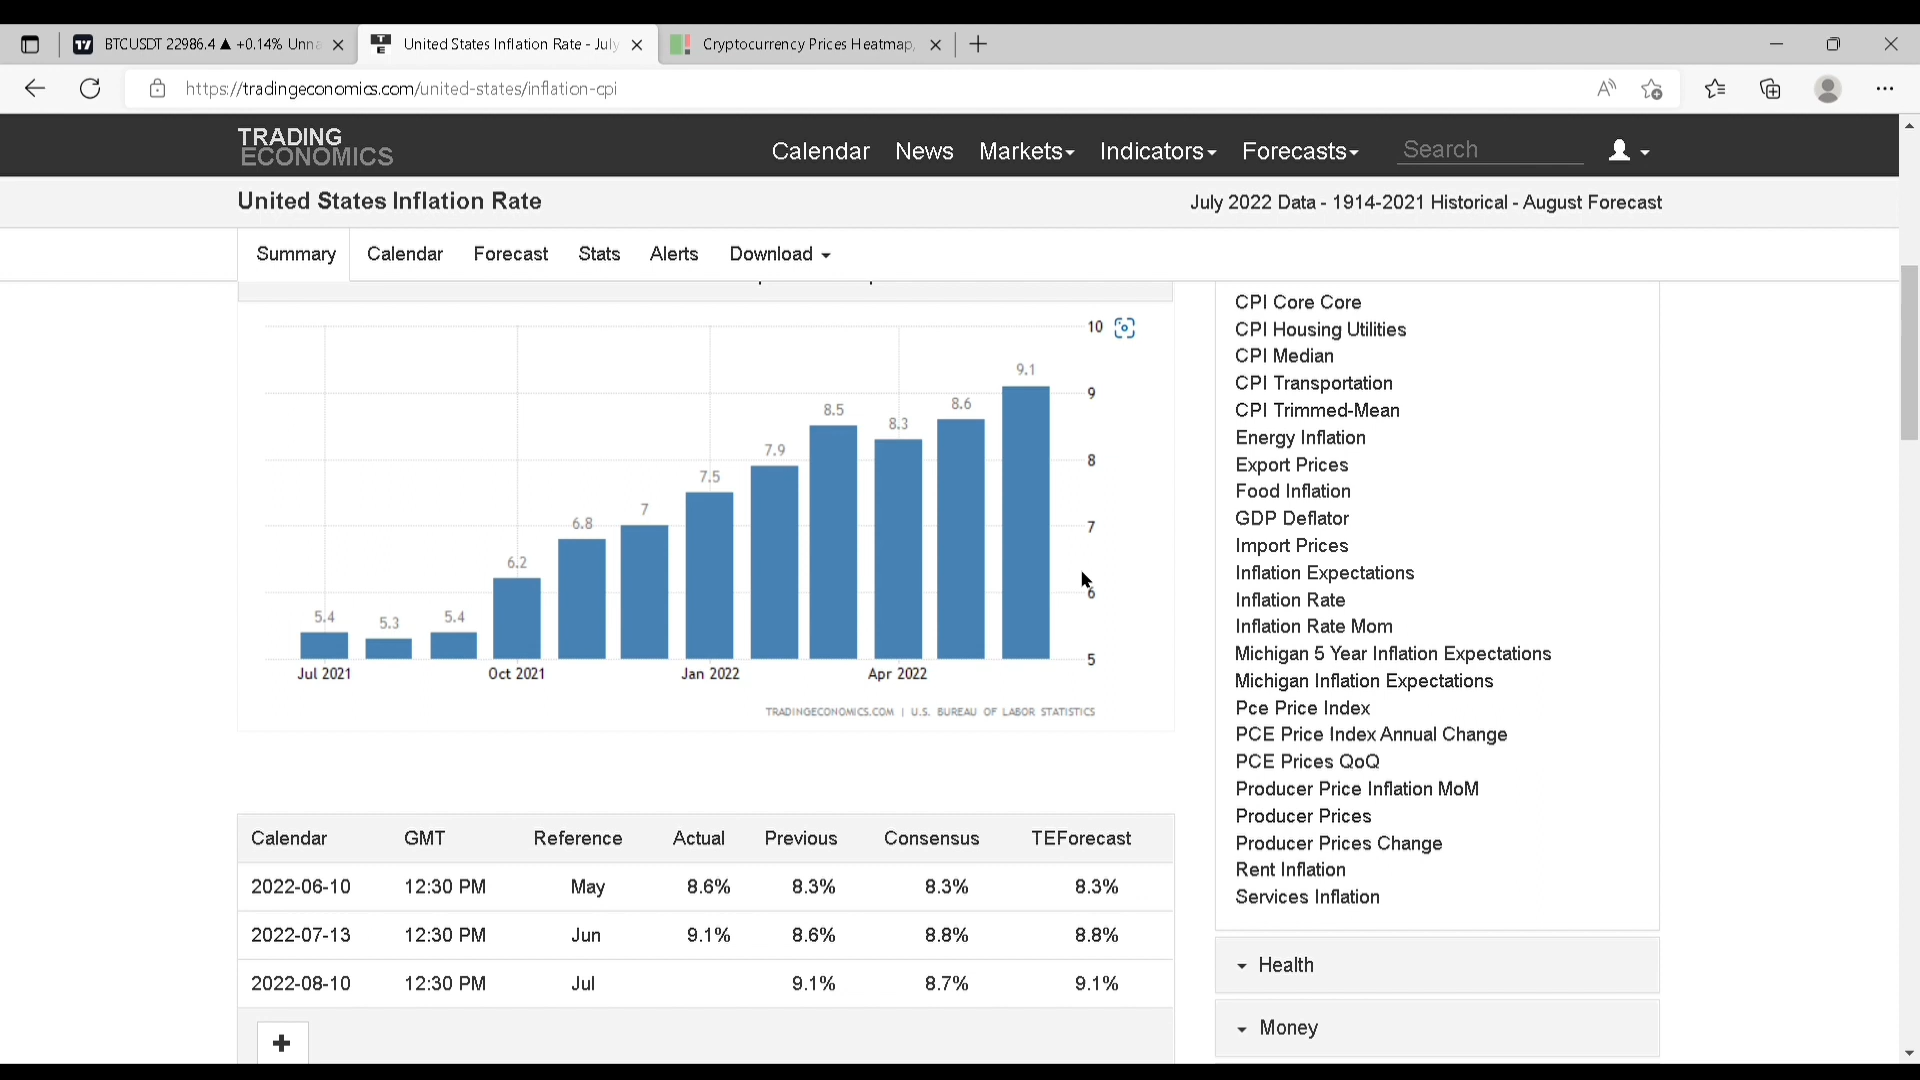 BTCUSDT 22986.4 ▲ +0.14% Unna
United States Inflation Rate - July
Cryptocurrency Prices Heatmap,
https://tradingeconomics.com/united-states/inflation-cpi
TRADING
ECONOMICS
Calendar News Markets Indicators Forecasts Search
United States Inflation Rate
July 2022 Data - 1914-2021 Historical - August Forecast
Summary Calendar Forecast Stats Alerts Download
10
9
8
7
6
5
5.4
5.3
5.4
6.2
6.8
7
7.5
7.9
8.5
8.3
8.6
9.1
Jul 2021 Oct 2021 Jan 2022 Apr 2022
TRADINGECONOMICS.COM | U.S. BUREAU OF LABOR STATISTICS
Calendar GMT Reference Actual Previous Consensus TEForecast
2022-06-10 12:30 PM May 8.6% 8.3% 8.3% 8.3%
2022-07-13 12:30 PM Jun 9.1% 8.6% 8.8% 8.8%
2022-08-10 12:30 PM Jul 9.1% 8.7% 9.1%
CPI Core Core
CPI Housing Utilities
CPI Median
CPI Transportation
CPI Trimmed-Mean
Energy Inflation
Export Prices
Food Inflation
GDP Deflator
Import Prices
Inflation Expectations
Inflation Rate
Inflation Rate Mom
Michigan 5 Year Inflation Expectations
Michigan Inflation Expectations
Pce Price Index
PCE Price Index Annual Change
PCE Prices QoQ
Producer Price Inflation MoM
Producer Prices
Producer Prices Change
Rent Inflation
Services Inflation
Health
Money